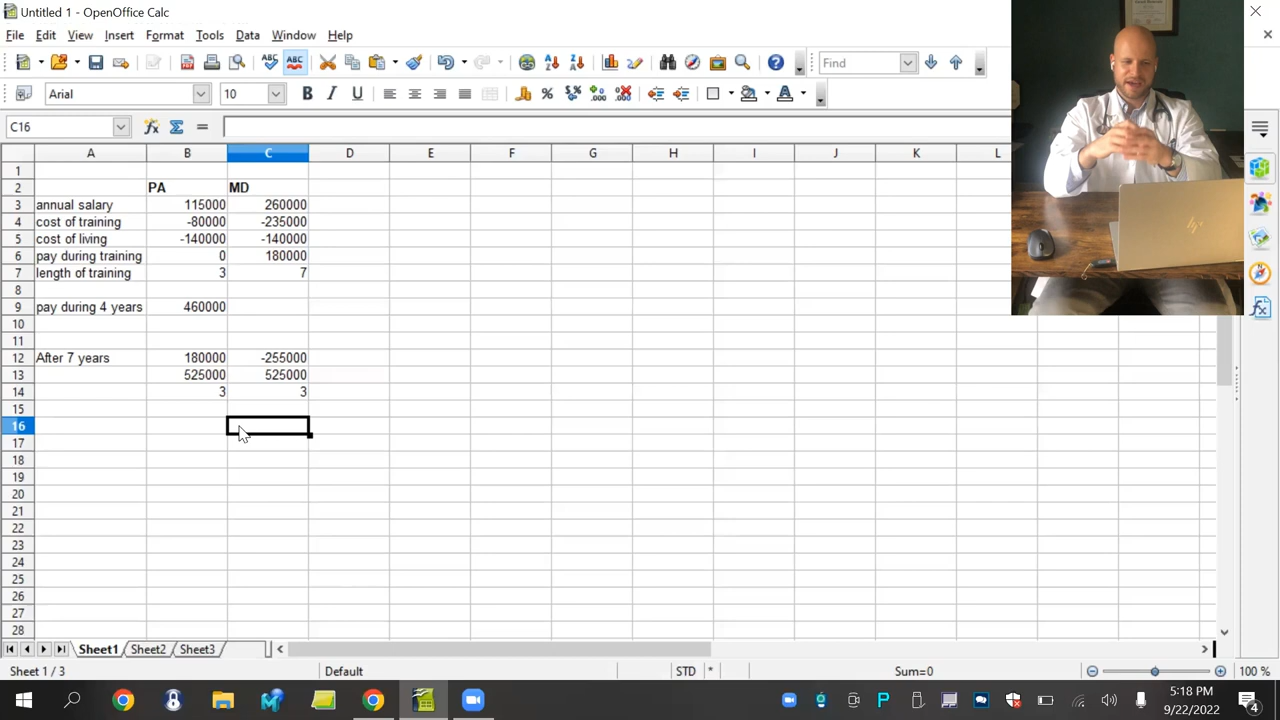 Untitled 1 - OpenOffice Calc
File Edit View Insert Format Tools Data Window Help
Find
Arial 10
C16
A B C D E F G H I J K L
1
2 PA MD
3 annual salary 115000 260000
4 cost of training -80000 -235000
5 cost of living -140000 -140000
6 pay during training 0 180000
7 length of training 3 7
8
9 pay during 4 years 460000
10
11
12 After 7 years 180000 -255000
13 525000 525000
14 3 3
15
16
17
18
19
20
21
22
23
24
25
26
27
28
Sheet1 Sheet2 Sheet3
Sheet 1 / 3 Default STD * Sum=0 100 %
5:18 PM
9/22/2022
4